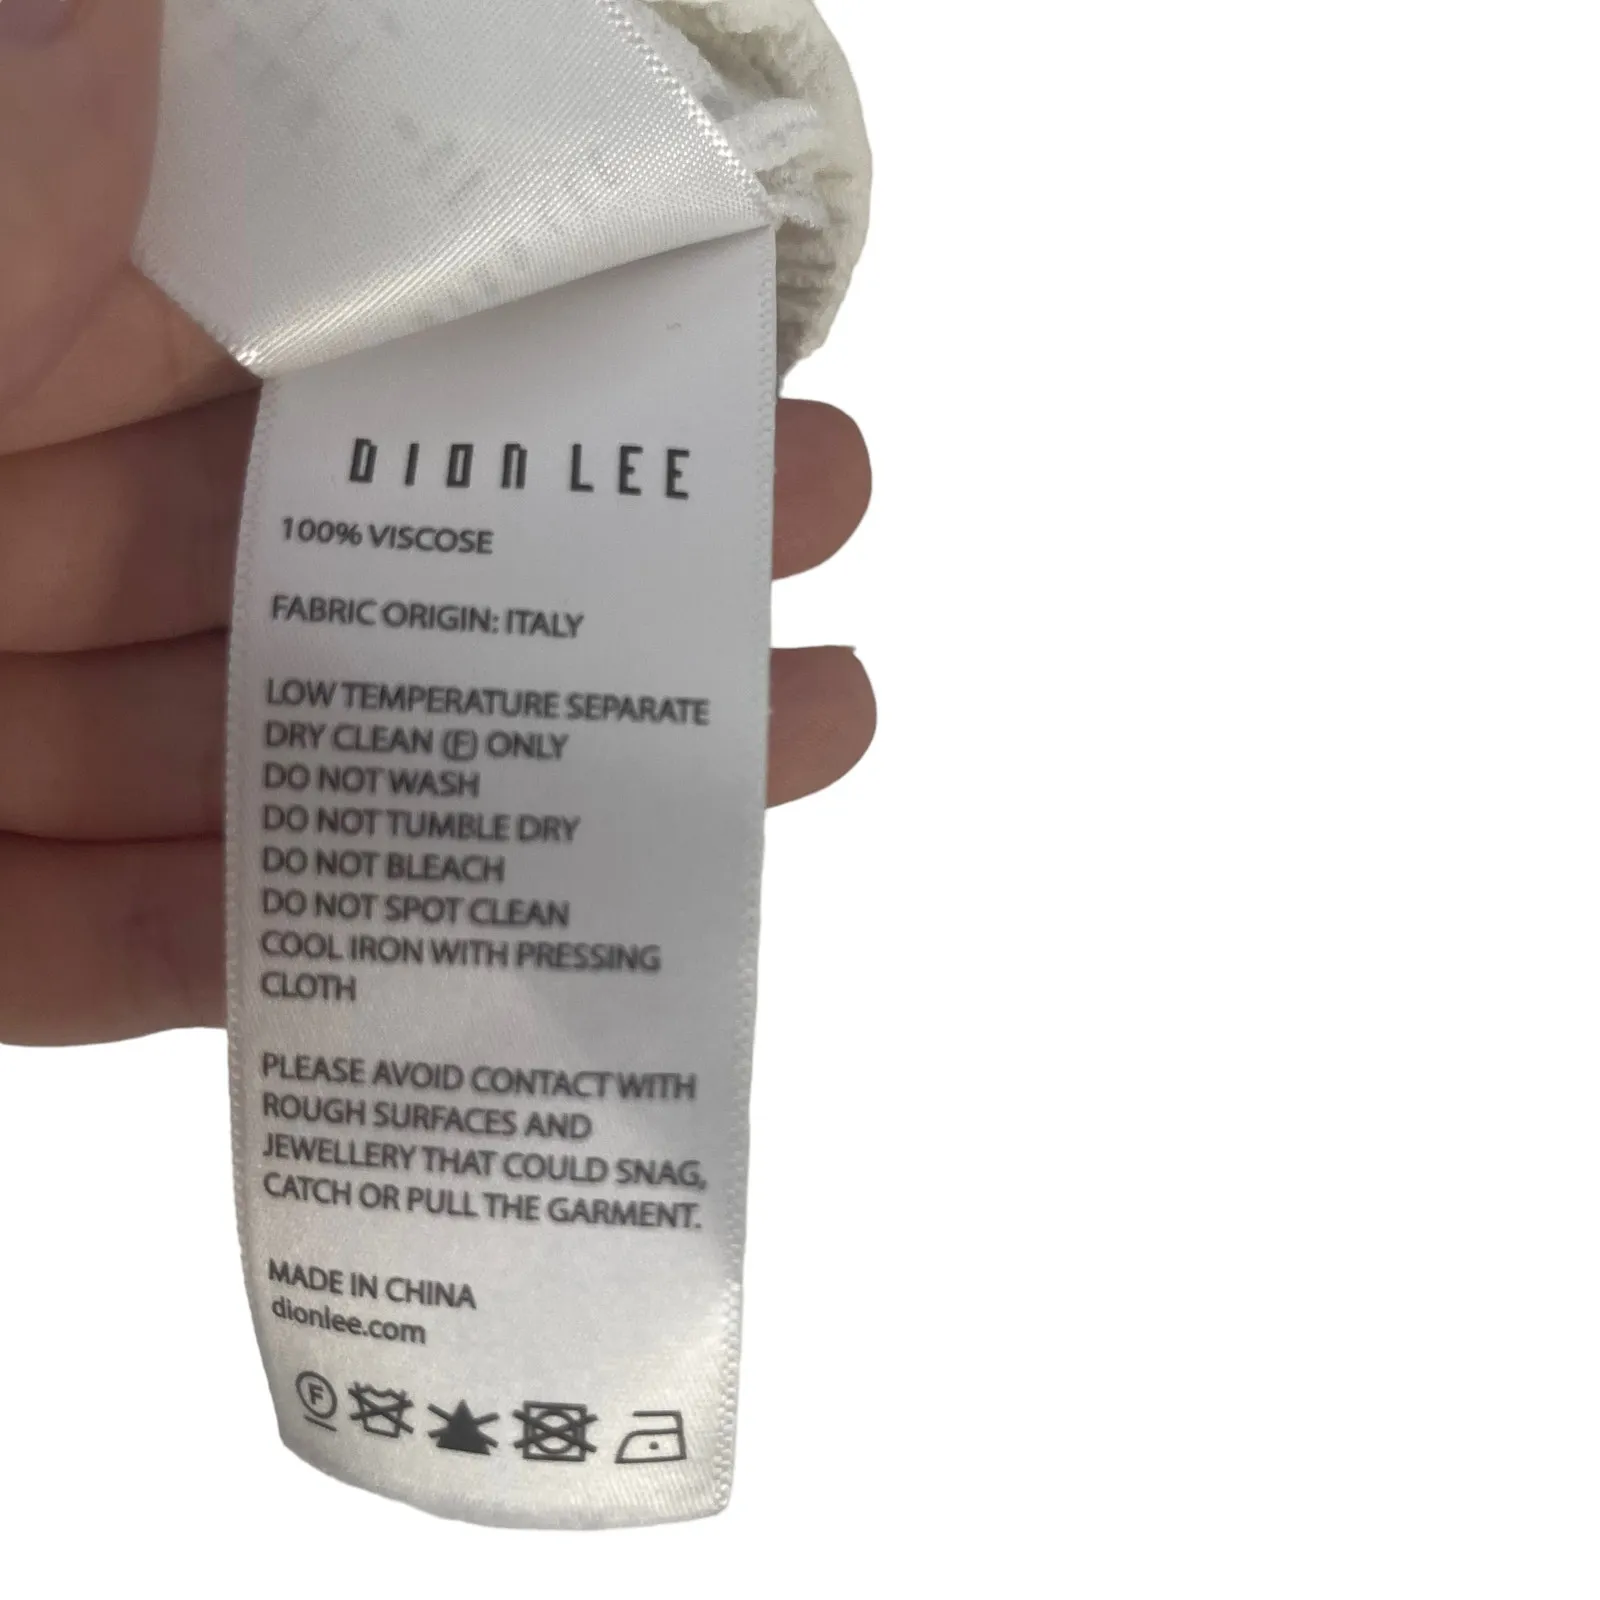 DION LEE
100% VISCOSE
FABRIC ORIGIN: ITALY
LOW TEMPERATURE SEPARATE
DRY CLEAN (F) ONLY
DO NOT WASH
DO NOT TUMBLE DRY
DO NOT BLEACH
DO NOT SPOT CLEAN
COOL IRON WITH PRESSING
CLOTH
PLEASE AVOID CONTACT WITH
ROUGH SURFACES AND
JEWELLERY THAT COULD SNAG,
CATCH OR PULL THE GARMENT.
MADE IN CHINA
dionlee.com
F